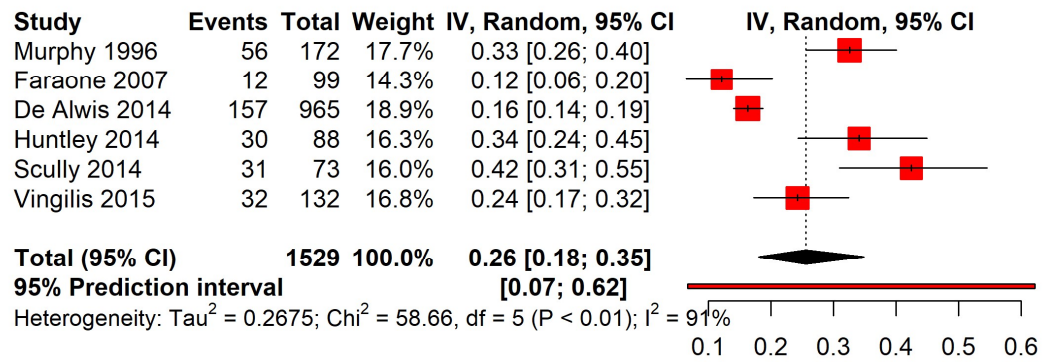 Study Events Total Weight IV, Random, 95% CI IV, Random, 95% CI
Murphy 1996 56 172 17.7% 0.33 [0.26; 0.40]
Faraone 2007 12 99 14.3% 0.12 [0.06; 0.20]
De Alwis 2014 157 965 18.9% 0.16 [0.14; 0.19]
Huntley 2014 30 88 16.3% 0.34 [0.24; 0.45]
Scully 2014 31 73 16.0% 0.42 [0.31; 0.55]
Vingilis 2015 32 132 16.8% 0.24 [0.17; 0.32]
Total (95% CI) 1529 100.0% 0.26 [0.18; 0.35]
95% Prediction interval [0.07; 0.62]
Heterogeneity: Tau² = 0.2675; Chi² = 58.66, df = 5 (P < 0.01); I² = 91%
0.1 0.2 0.3 0.4 0.5 0.6